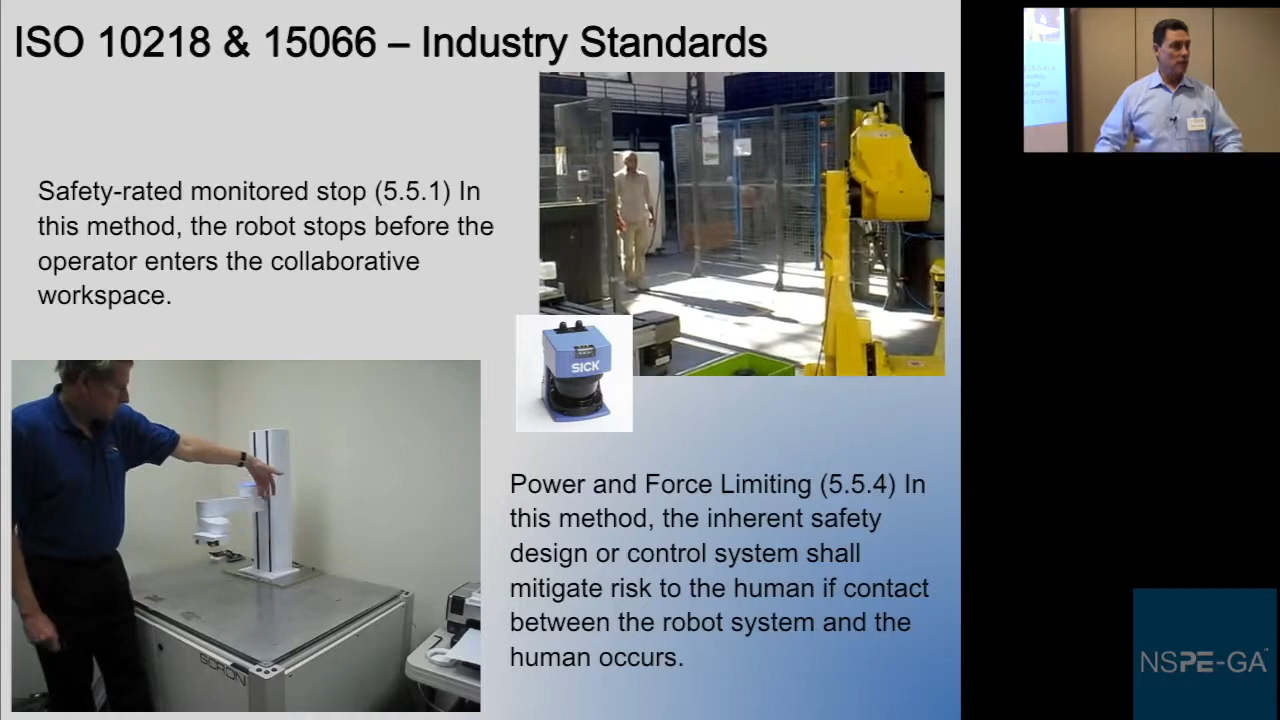 ISO 10218 & 15066 – Industry Standards
Safety-rated monitored stop (5.5.1) In
this method, the robot stops before the
operator enters the collaborative
workspace.
SICK
Power and Force Limiting (5.5.4) In
this method, the inherent safety
design or control system shall
mitigate risk to the human if contact
between the robot system and the
human occurs.
NSPE-GA